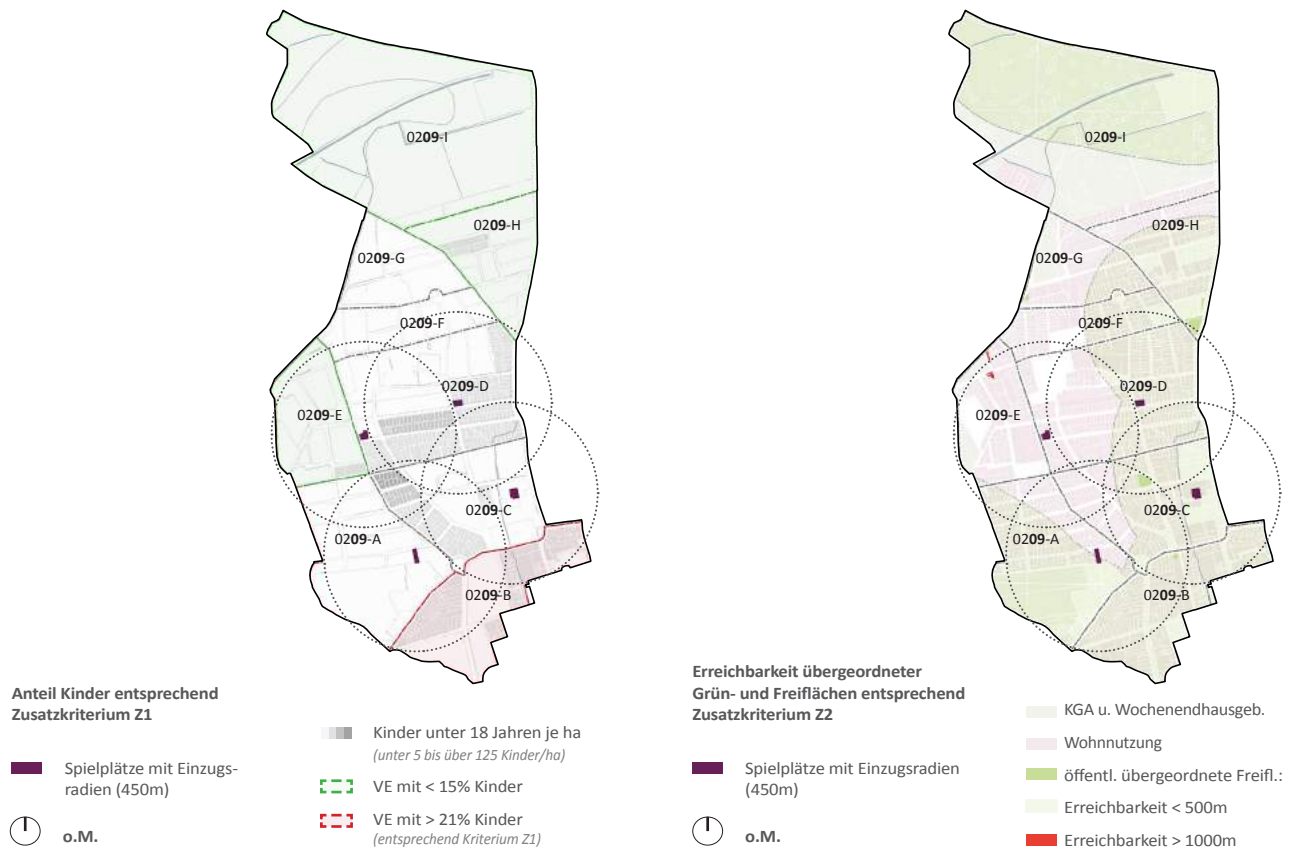 0209-I
0209-H
0209-G
0209-F
0209-D
0209-E
0209-C
0209-A
0209-B
Anteil Kinder entsprechend
Zusatzkriterium Z1
Spielplätze mit Einzugs-
radien (450m)
o.M.
Kinder unter 18 Jahren je ha
(unter 5 bis über 125 Kinder/ha)
VE mit < 15% Kinder
VE mit > 21% Kinder
(entsprechend Kriterium Z1)
0209-I
0209-H
0209-G
0209-F
0209-D
0209-E
0209-C
0209-A
0209-B
Erreichbarkeit übergeordneter
Grün- und Freiflächen entsprechend
Zusatzkriterium Z2
Spielplätze mit Einzugsradien
(450m)
o.M.
KGA u. Wochenendhausgeb.
Wohnnutzung
öffentl. übergeordnete Freifl.:
Erreichbarkeit < 500m
Erreichbarkeit > 1000m